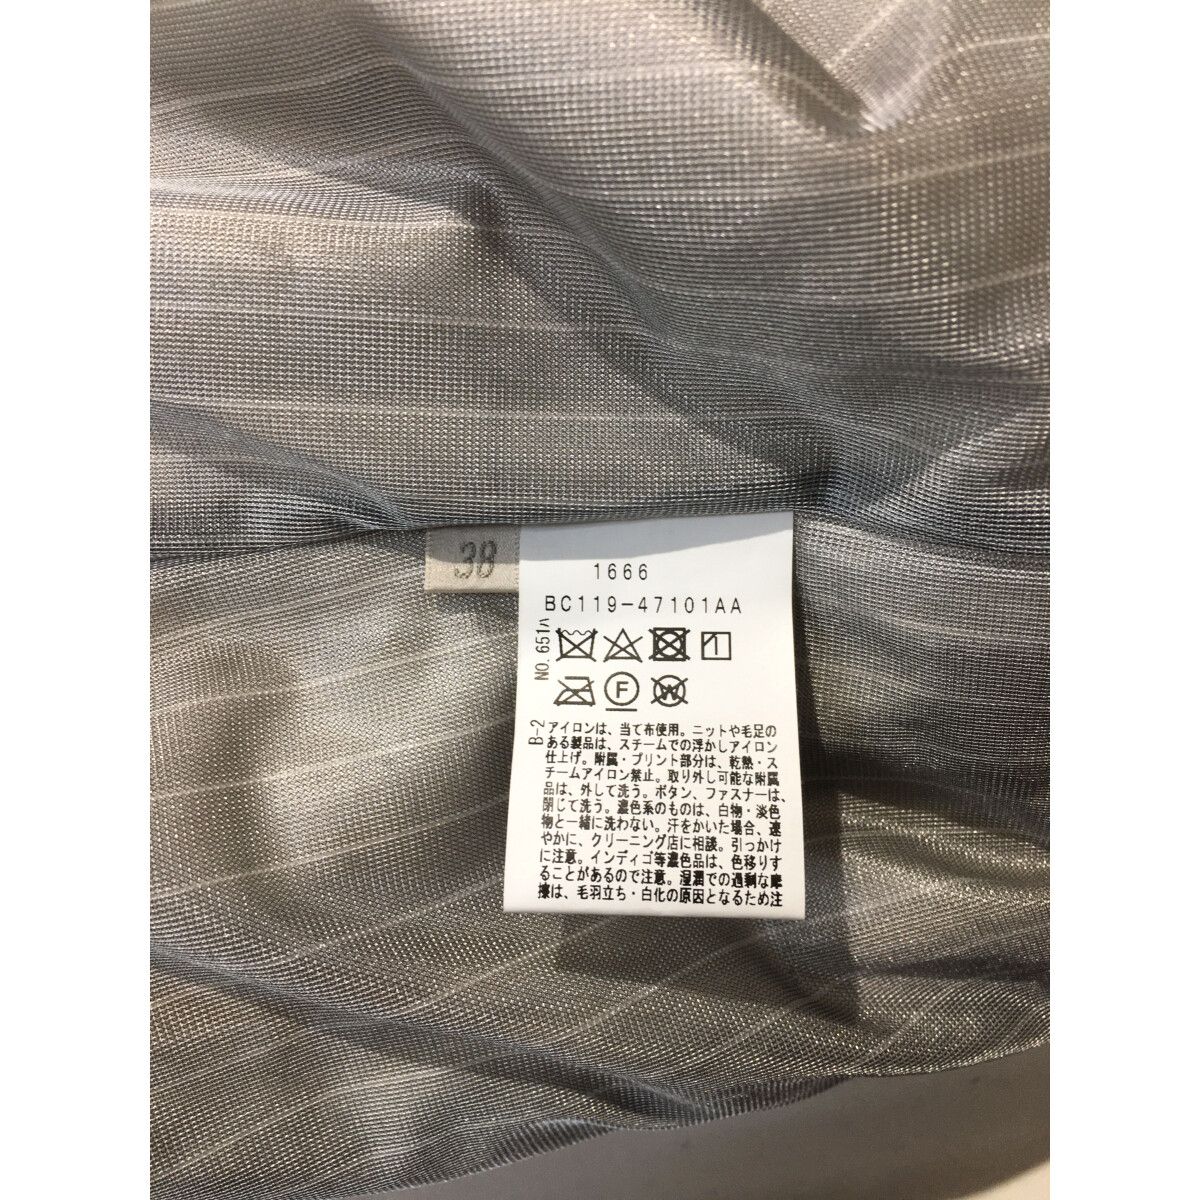 38
1666
BC119-47101AA
NO. 651ハ
1
F
W
B-2
アイロンは、当て布使用。ニットや毛足の
ある製品は、スチームでの浮かしアイロン
仕上げ。附属・プリント部分は、乾熱・ス
チームアイロン禁止。取り外し可能な附属
品は、外して洗う。ボタン、ファスナーは、
閉じて洗う。濃色系のものは、白物・淡色
物と一緒に洗わない。汗をかいた場合、速
やかに、クリーニング店に相談。引っかけ
に注意。インディゴ等濃色品は、色移りす
ることがあるので注意。湿潤での過剰な摩
擦は、毛羽立ち・白化の原因となるため注